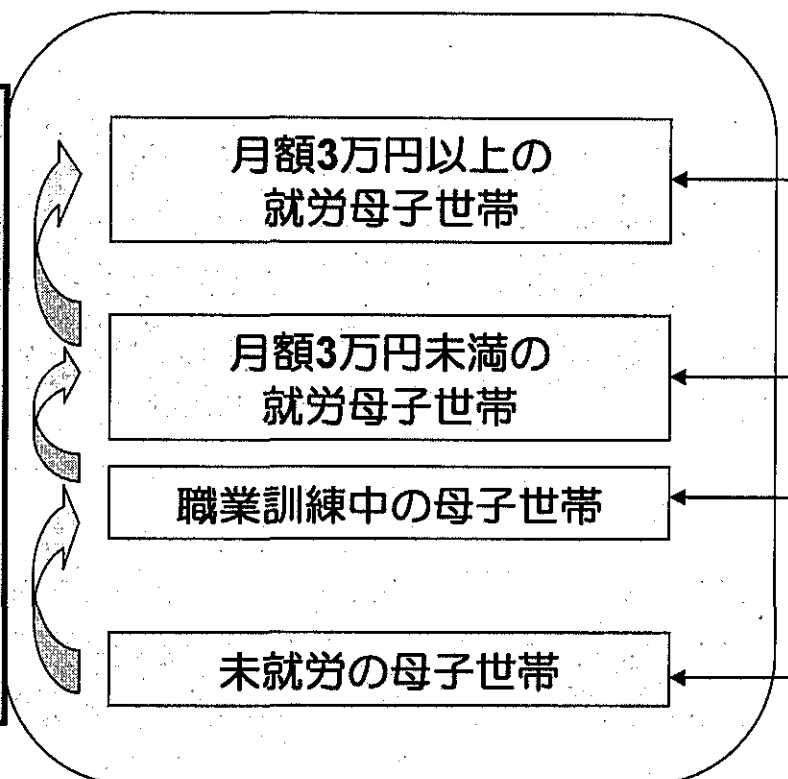 月額3万円以上の
就労母子世帯
月額3万円未満の
就労母子世帯
職業訓練中の母子世帯
未就労の母子世帯